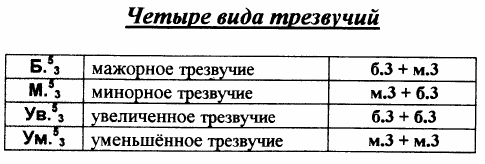 Четыре вида трезвучий
Б.⁵₃ мажорное трезвучие б.3 + м.3
М.⁵₃ минорное трезвучие м.3 + б.3
Ув.⁵₃ увеличенное трезвучие б.3 + б.3
Ум.⁵₃ уменьшённое трезвучие м.3 + м.3